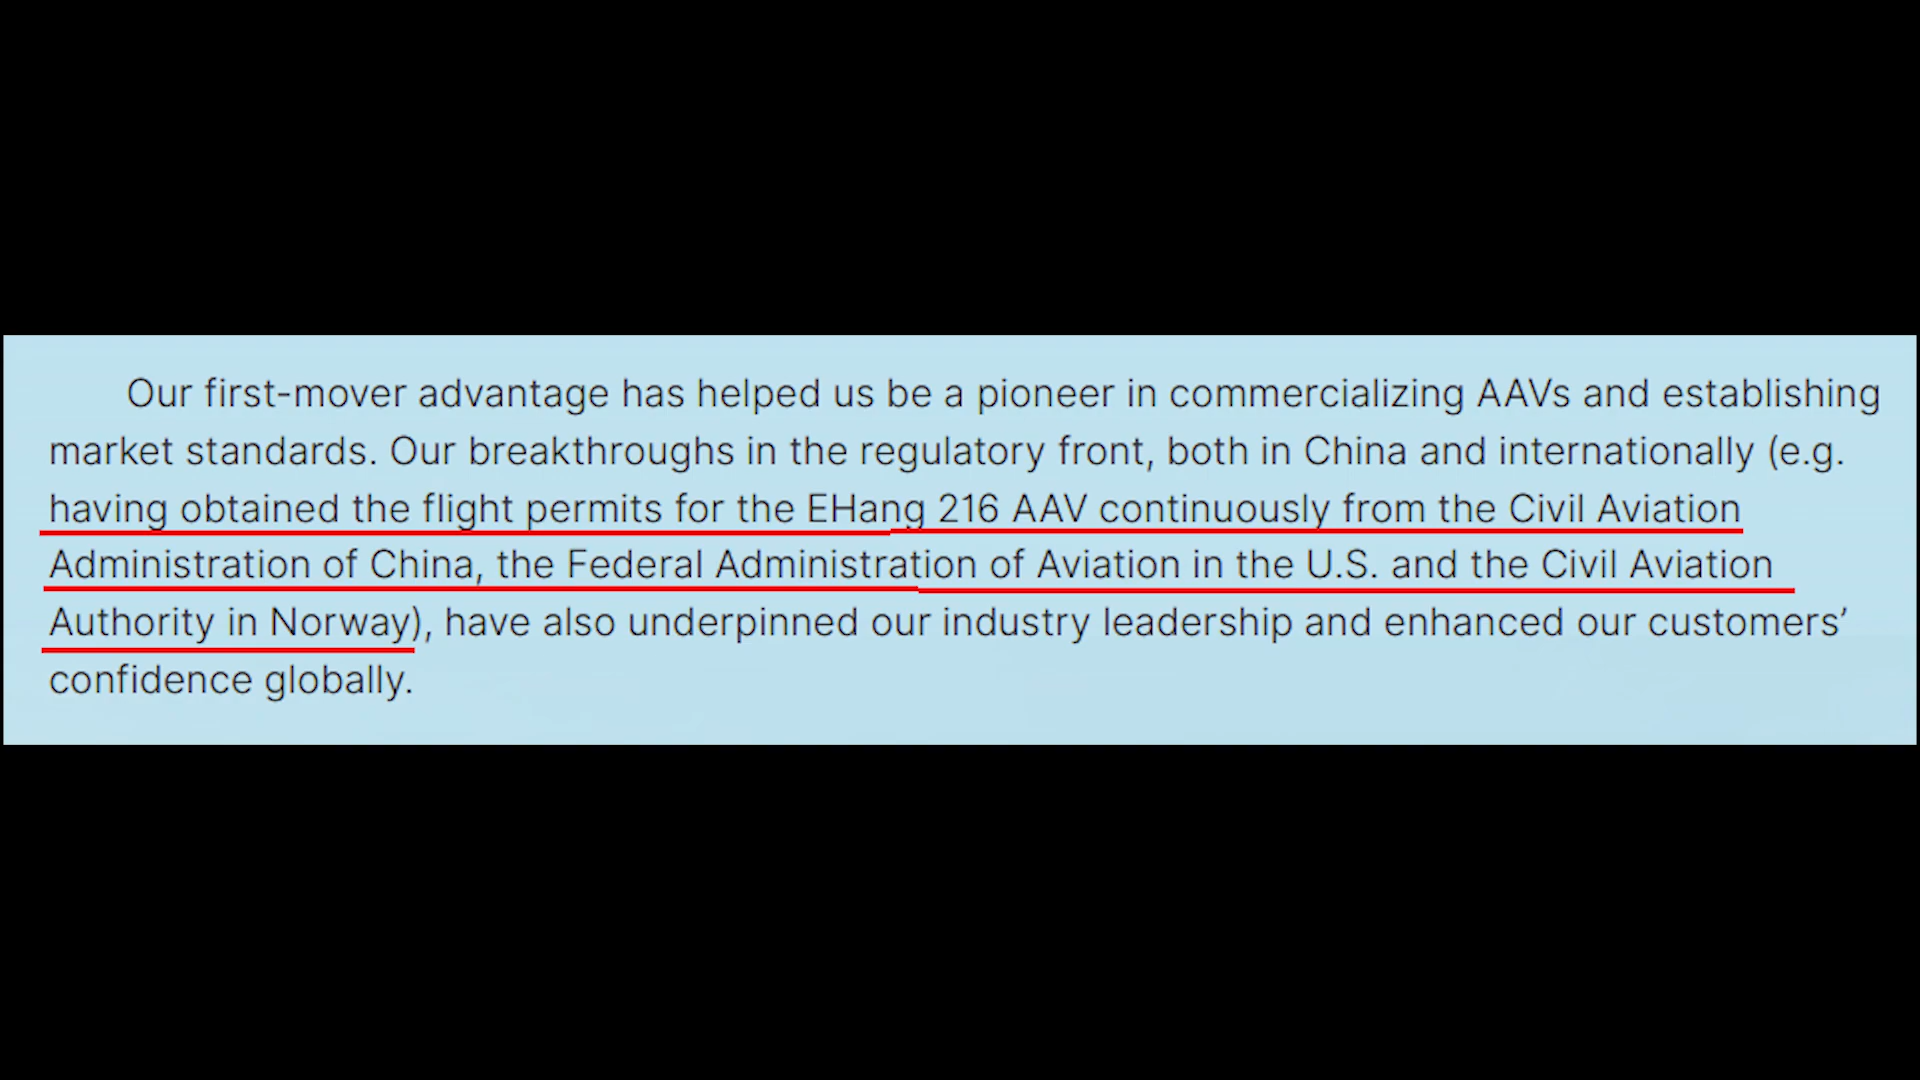 Our first-mover advantage has helped us be a pioneer in commercializing AAVs and establishing
market standards. Our breakthroughs in the regulatory front, both in China and internationally (e.g.
having obtained the flight permits for the EHang 216 AAV continuously from the Civil Aviation
Administration of China, the Federal Administration of Aviation in the U.S. and the Civil Aviation
Authority in Norway), have also underpinned our industry leadership and enhanced our customers’
confidence globally.